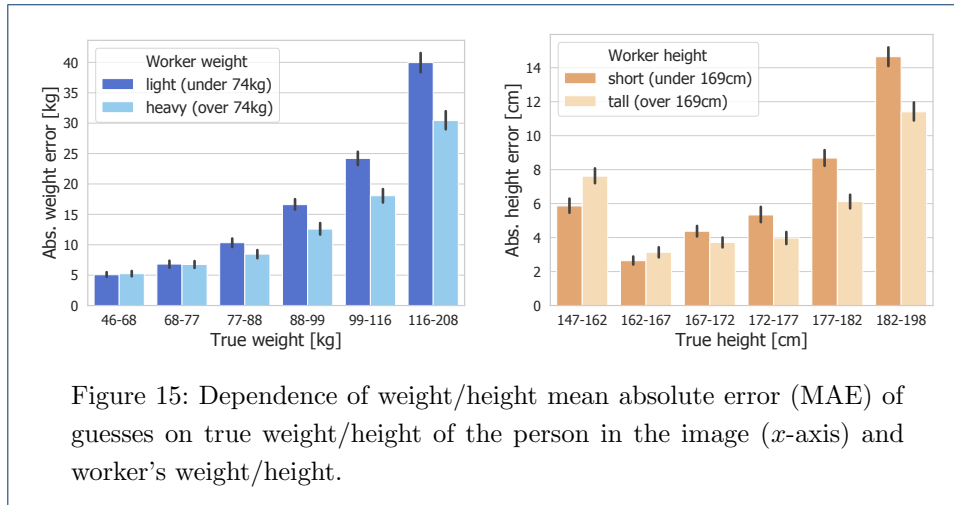 Abs. weight error [kg]
40
35
30
25
20
15
10
5
0
Worker weight
light (under 74kg)
heavy (over 74kg)
46-68 68-77 77-88 88-99 99-116 116-208
True weight [kg]
Abs. height error [cm]
14
12
10
8
6
4
2
0
Worker height
short (under 169cm)
tall (over 169cm)
147-162 162-167 167-172 172-177 177-182 182-198
True height [cm]
Figure 15: Dependence of weight/height mean absolute error (MAE) of
guesses on true weight/height of the person in the image (x-axis) and
worker's weight/height.